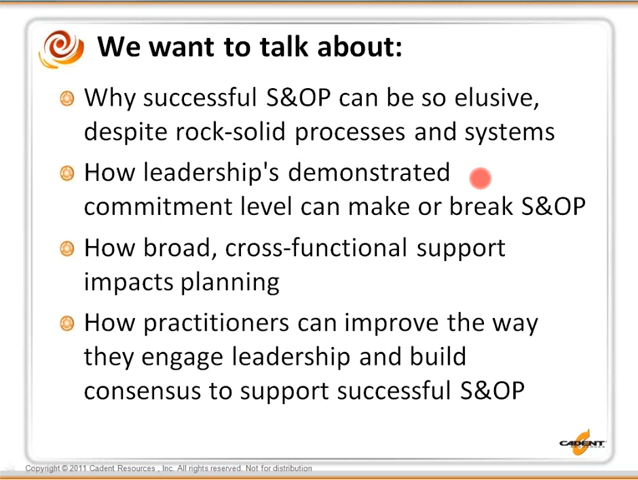 We want to talk about:
Why successful S&OP can be so elusive,
despite rock-solid processes and systems
How leadership's demonstrated
commitment level can make or break S&OP
How broad, cross-functional support
impacts planning
How practitioners can improve the way
they engage leadership and build
consensus to support successful S&OP
CADENT
Copyright © 2011 Cadent Resources , Inc. All rights reserved. Not for distribution